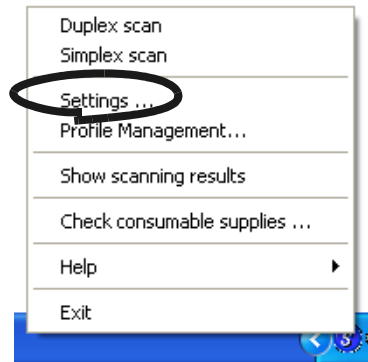 Duplex scan
Simplex scan
Settings ...
Profile Management...
Show scanning results
Check consumable supplies ...
Help
Exit